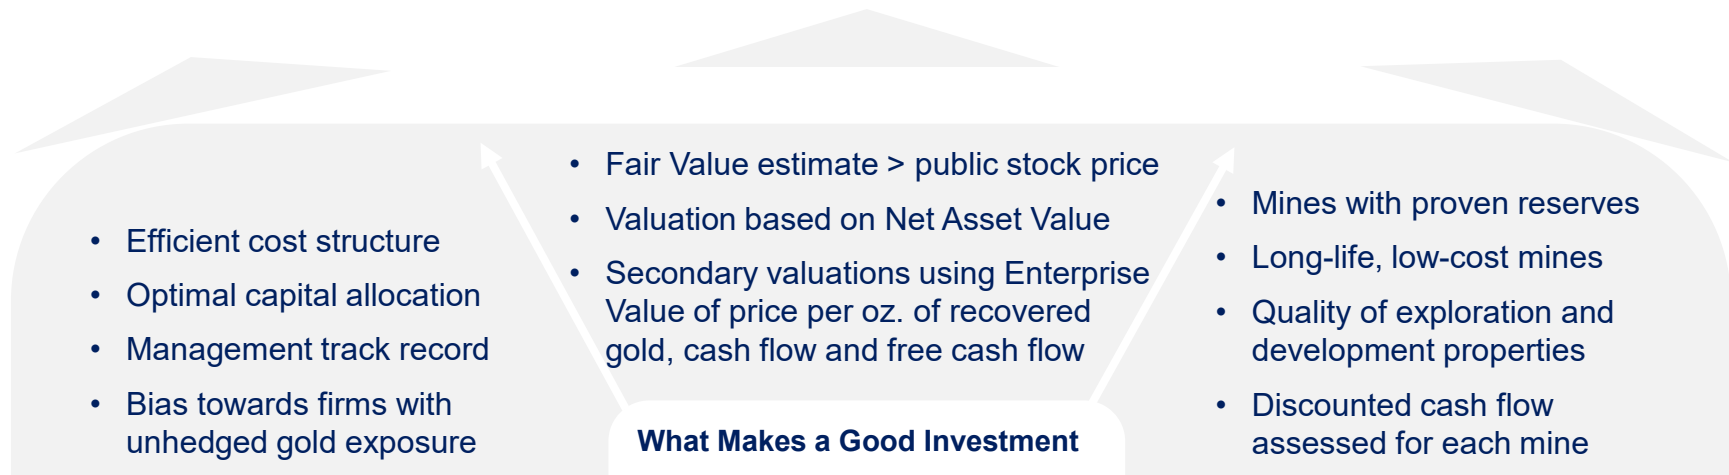 • Efficient cost structure
• Optimal capital allocation
• Management track record
• Bias towards firms with
unhedged gold exposure
• Fair Value estimate > public stock price
• Valuation based on Net Asset Value
• Secondary valuations using Enterprise
Value of price per oz. of recovered
gold, cash flow and free cash flow
• Mines with proven reserves
• Long-life, low-cost mines
• Quality of exploration and
development properties
• Discounted cash flow
assessed for each mine
What Makes a Good Investment